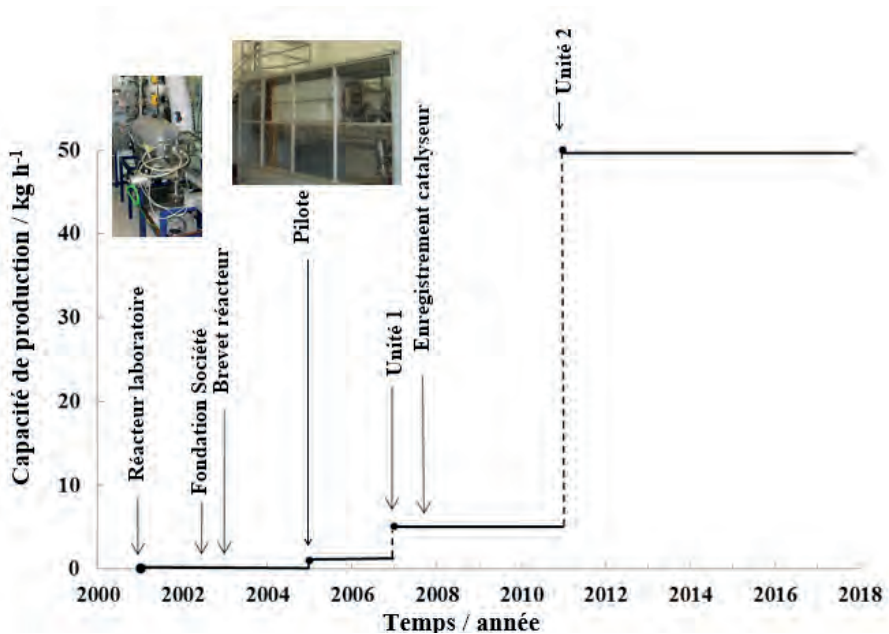 Capacité de production / kg h⁻¹
50
40
30
20
10
0
Réacteur laboratoire
Fondation Société
Brevet réacteur
Pilote
Unité 1
Enregistrement catalyseur
Unité 2
2000 2002 2004 2006 2008 2010 2012 2014 2016 2018
Temps / année